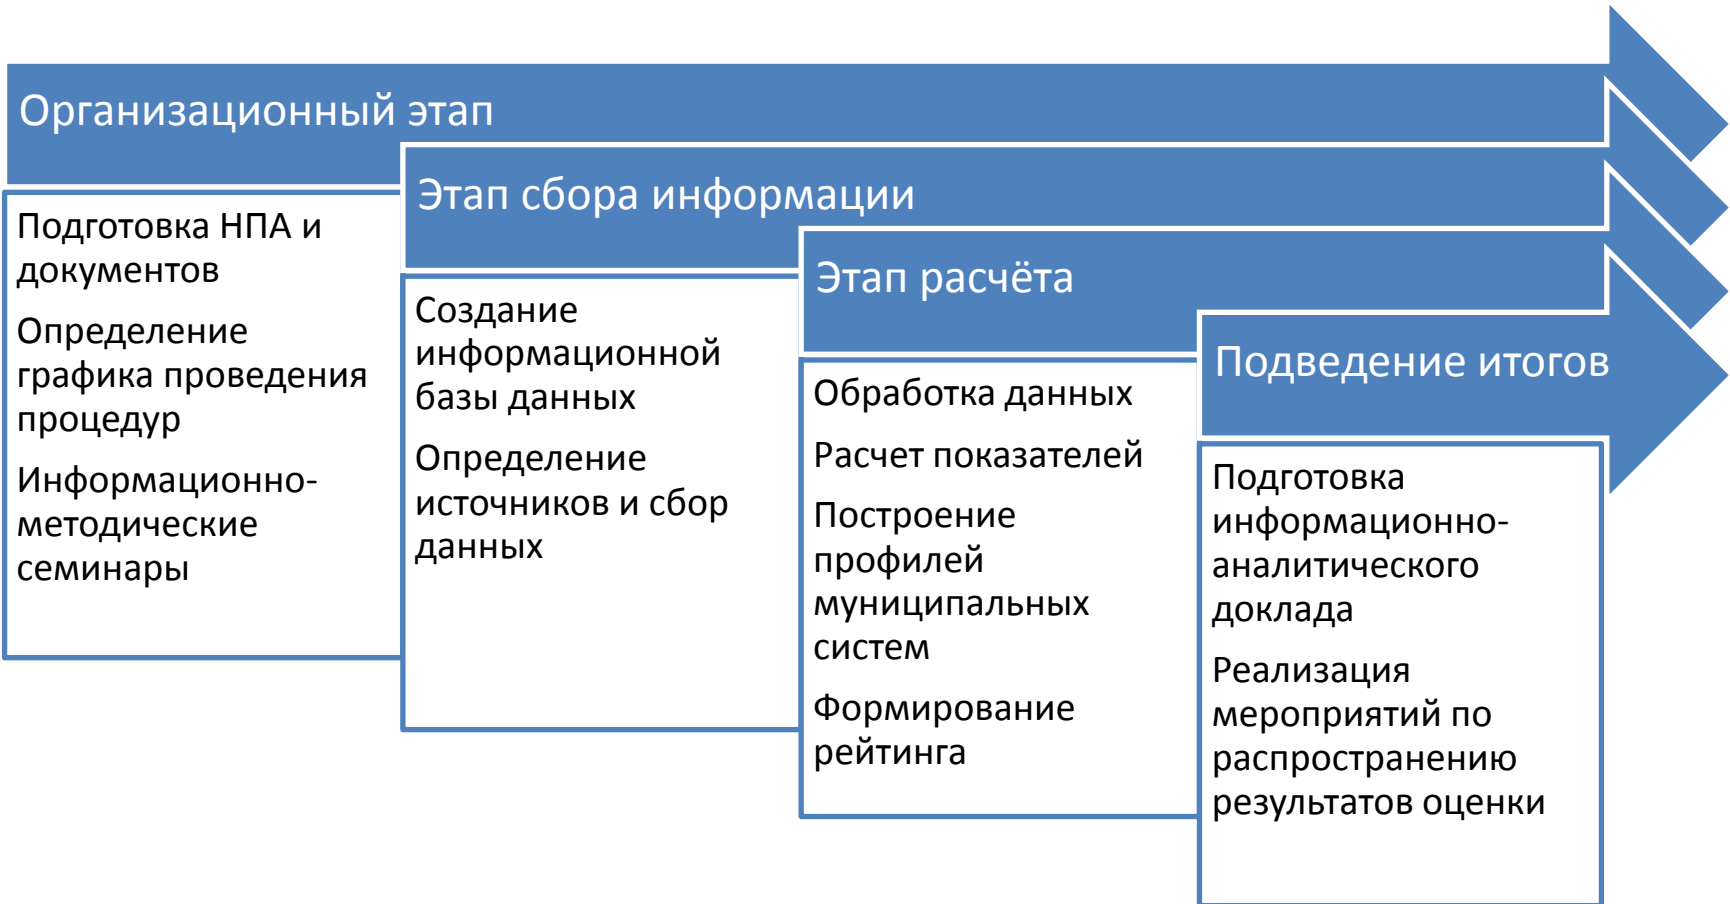 Организационный этап
Подготовка НПА и
документов
Определение
графика проведения
процедур
Информационно-
методические
семинары
Этап сбора информации
Создание
информационной
базы данных
Определение
источников и сбор
данных
Этап расчёта
Обработка данных
Расчет показателей
Построение
профилей
муниципальных
систем
Формирование
рейтинга
Подведение итогов
Подготовка
информационно-
аналитического
доклада
Реализация
мероприятий по
распространению
результатов оценки